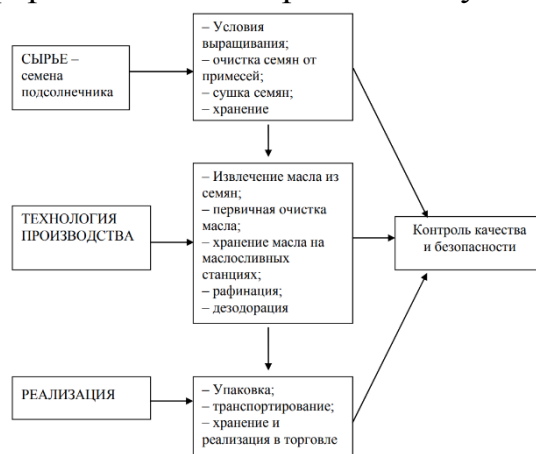 – Условия
выращивания;
– очистка семян от
примесей;
– сушка семян;
– хранение
СЫРЬЕ –
семена
подсолнечника
– Извлечение масла из
семян;
– первичная очистка
масла;
– хранение масла на
маслосливных
станциях;
– рафинация;
– дезодорация
ТЕХНОЛОГИЯ
ПРОИЗВОДСТВА
Контроль качества
и безопасности
РЕАЛИЗАЦИЯ
– Упаковка;
– транспортирование;
– хранение и
реализация в торговле